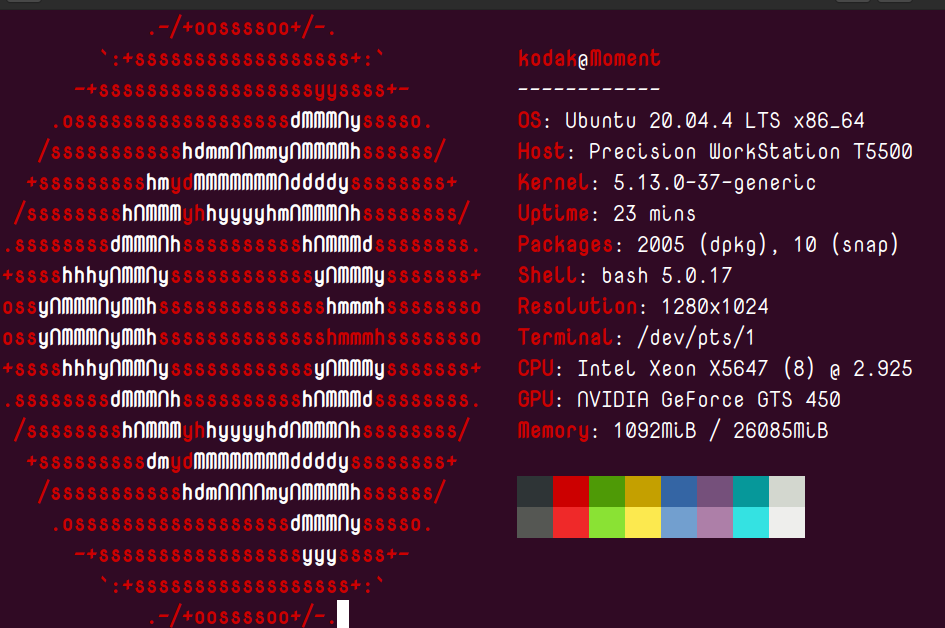 .-/+oossssoo+/-.
`:+ssssssssssssssssss+:`
-+ssssssssssssssssssyyssss+-
.ossssssssssssssssssdMMMNysssso.
/ssssssssssshdmmNNmmyNMMMMhssssss/
+ssssssssshmydMMMMMMMNddddyssssssss+
/sssssssshNMMMyhhyyyyhmNMMMNhssssssss/
.ssssssssdMMMNhsssssssssshNMMMdssssssss.
+sssshhhyNMMNyssssssssssssyNMMMysssssss+
ossyNMMMNyMMhsssssssssssssshmmmhssssssso
ossyNMMMNyMMhsssssssssssssshmmmhssssssso
+sssshhhyNMMNyssssssssssssyNMMMysssssss+
.ssssssssdMMMNhsssssssssshNMMMdssssssss.
/sssssssshNMMMyhhyyyyhdNMMMNhssssssss/
+sssssssssdmydMMMMMMMMddddyssssssss+
/ssssssssssshdmNNNNmyNMMMMhssssss/
.ossssssssssssssssssdMMMNysssso.
-+sssssssssssssssssyyyssss+-
`:+ssssssssssssssssss+:`
.-/+oossssoo+/-.
kodak@Moment
------------
OS: Ubuntu 20.04.4 LTS x86_64
Host: Precision WorkStation T5500
Kernel: 5.13.0-37-generic
Uptime: 23 mins
Packages: 2005 (dpkg), 10 (snap)
Shell: bash 5.0.17
Resolution: 1280x1024
Terminal: /dev/pts/1
CPU: Intel Xeon X5647 (8) @ 2.925
GPU: NVIDIA GeForce GTS 450
Memory: 1092MiB / 26085MiB